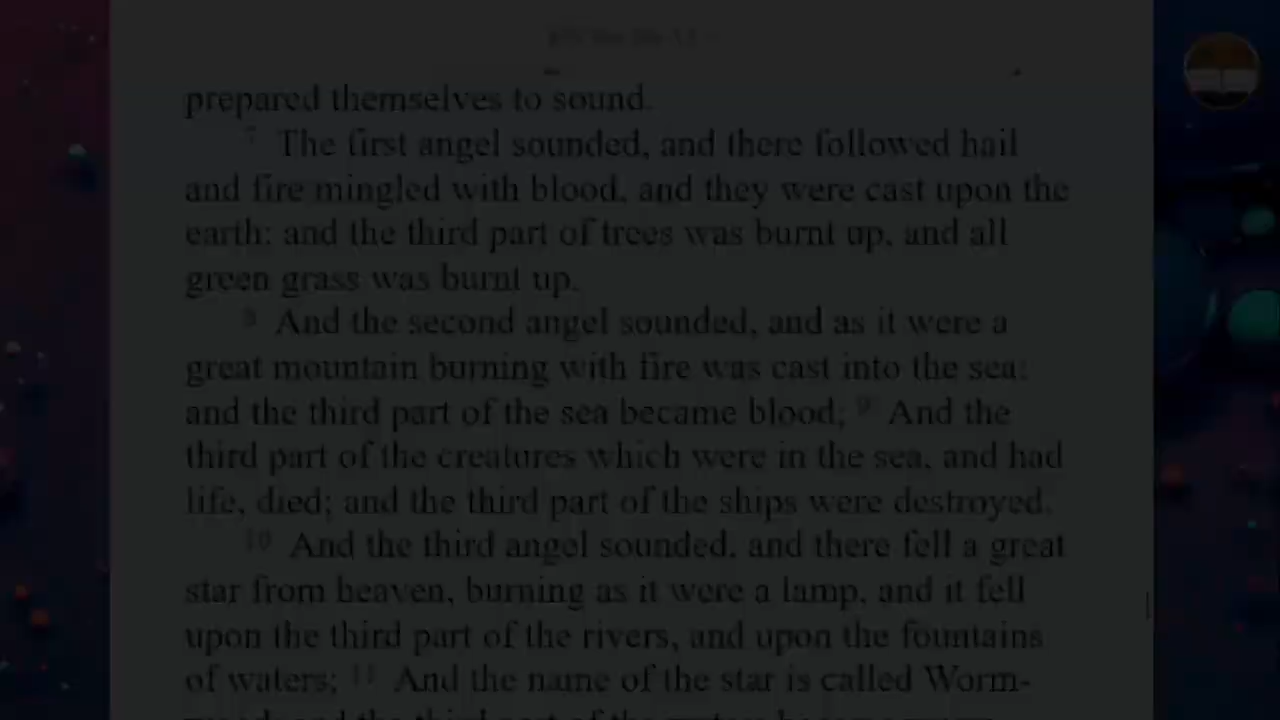 prepared themselves to sound.
7 The first angel sounded, and there followed hail
and fire mingled with blood, and they were cast upon the
earth: and the third part of trees was burnt up, and all
green grass was burnt up.
8 And the second angel sounded, and as it were a
great mountain burning with fire was cast into the sea:
and the third part of the sea became blood; 9 And the
third part of the creatures which were in the sea, and had
life, died; and the third part of the ships were destroyed.
10 And the third angel sounded, and there fell a great
star from heaven, burning as it were a lamp, and it fell
upon the third part of the rivers, and upon the fountains
of waters; 11 And the name of the star is called Worm-